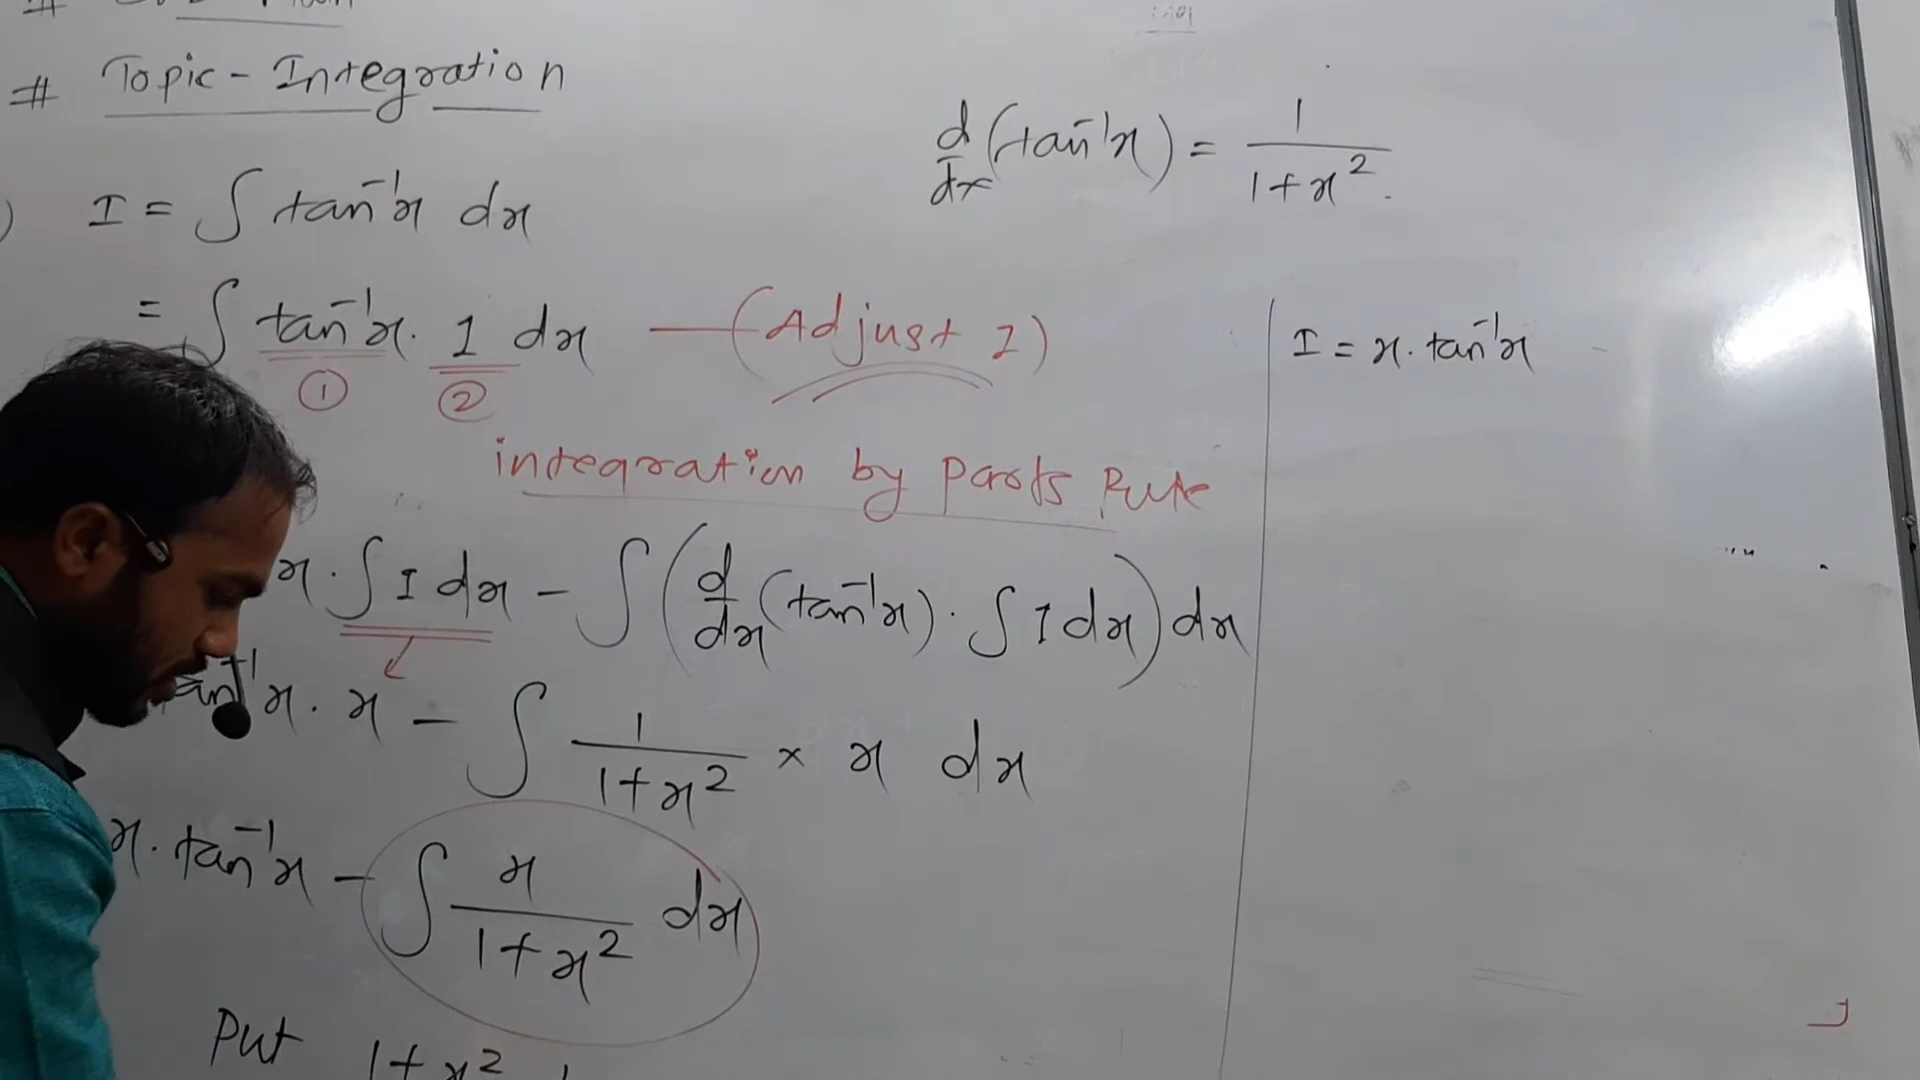 # Topic - Integration
d/dx (tan⁻¹x) = 1/(1+x²).
I = ∫ tan⁻¹x dx
= ∫ tan⁻¹x . 1 dx —(Adjust 1)
① ②
integration by Parts Rule
x . ∫ 1 dx - ∫ (d/dx (tan⁻¹x) . ∫ 1 dx) dx
tan⁻¹x . x - ∫ 1/(1+x²) × x dx
x . tan⁻¹x - ∫ x/(1+x²) dx
Put 1+x²
I = x . tan⁻¹x